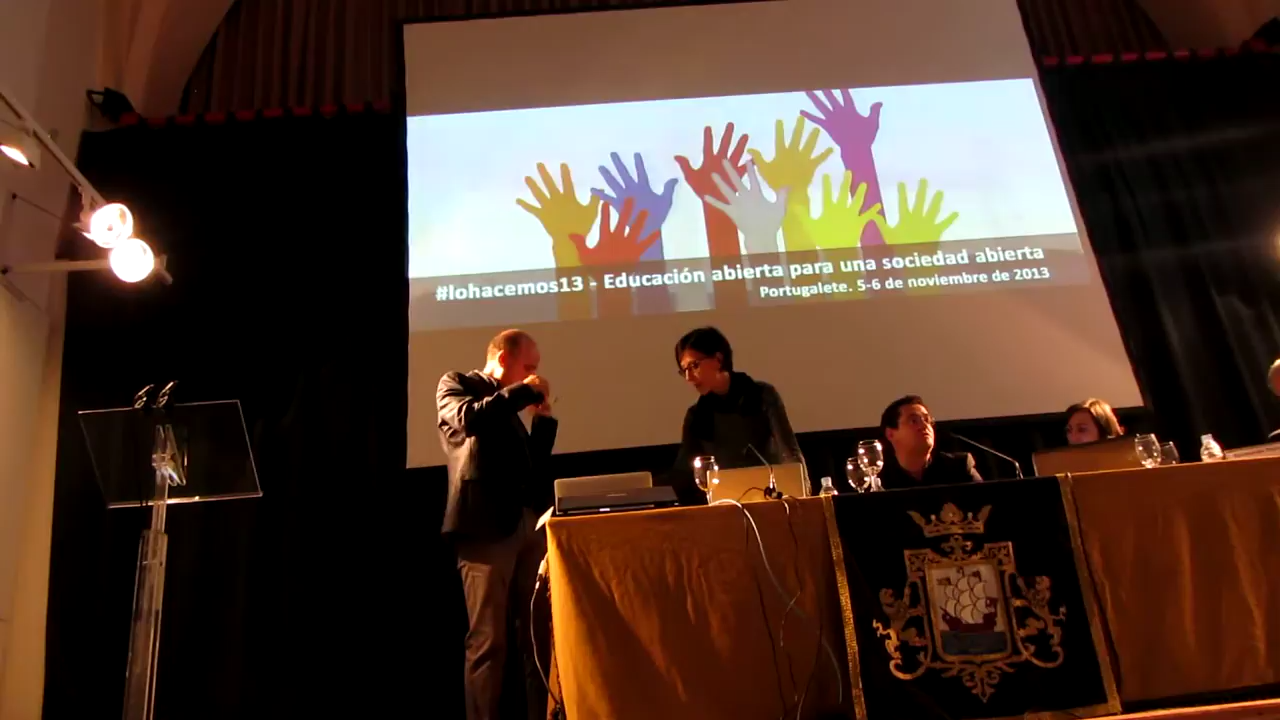 #lohacemos13 - Educación abierta para una sociedad abierta
Portugalete. 5-6 de noviembre de 2013